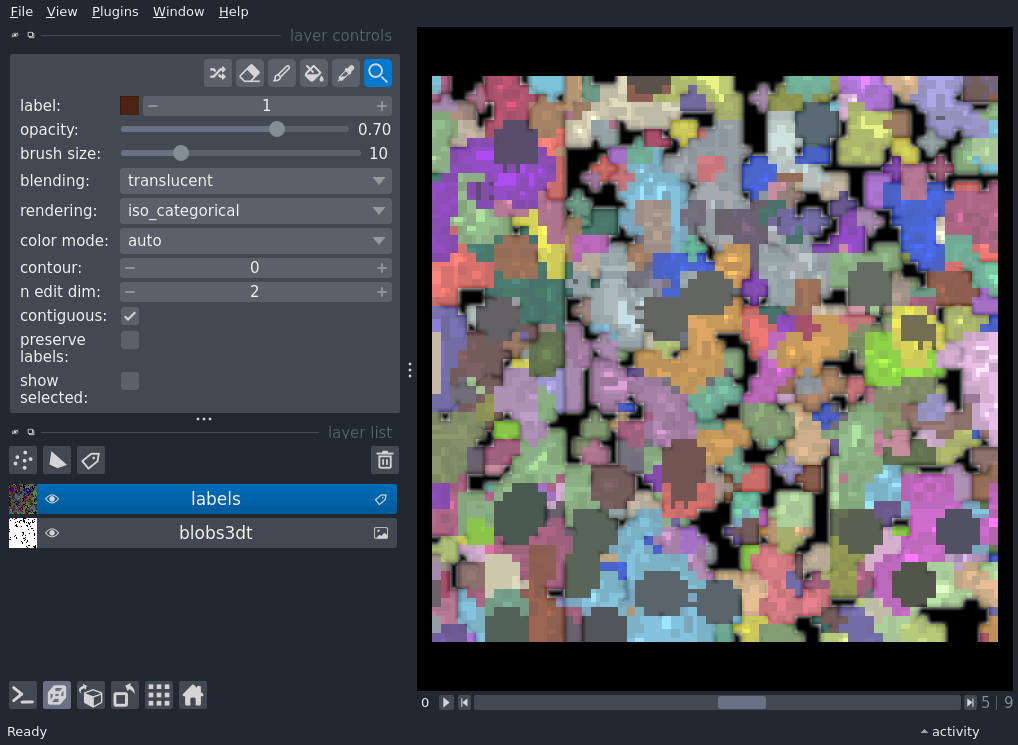 File View Plugins Window Help
layer controls
label: 1
opacity: 0.70
brush size: 10
blending: translucent
rendering: iso_categorical
color mode: auto
contour: 0
n edit dim: 2
contiguous:
preserve
labels:
show
selected:
layer list
labels
blobs3dt
0 5 | 9
Ready activity